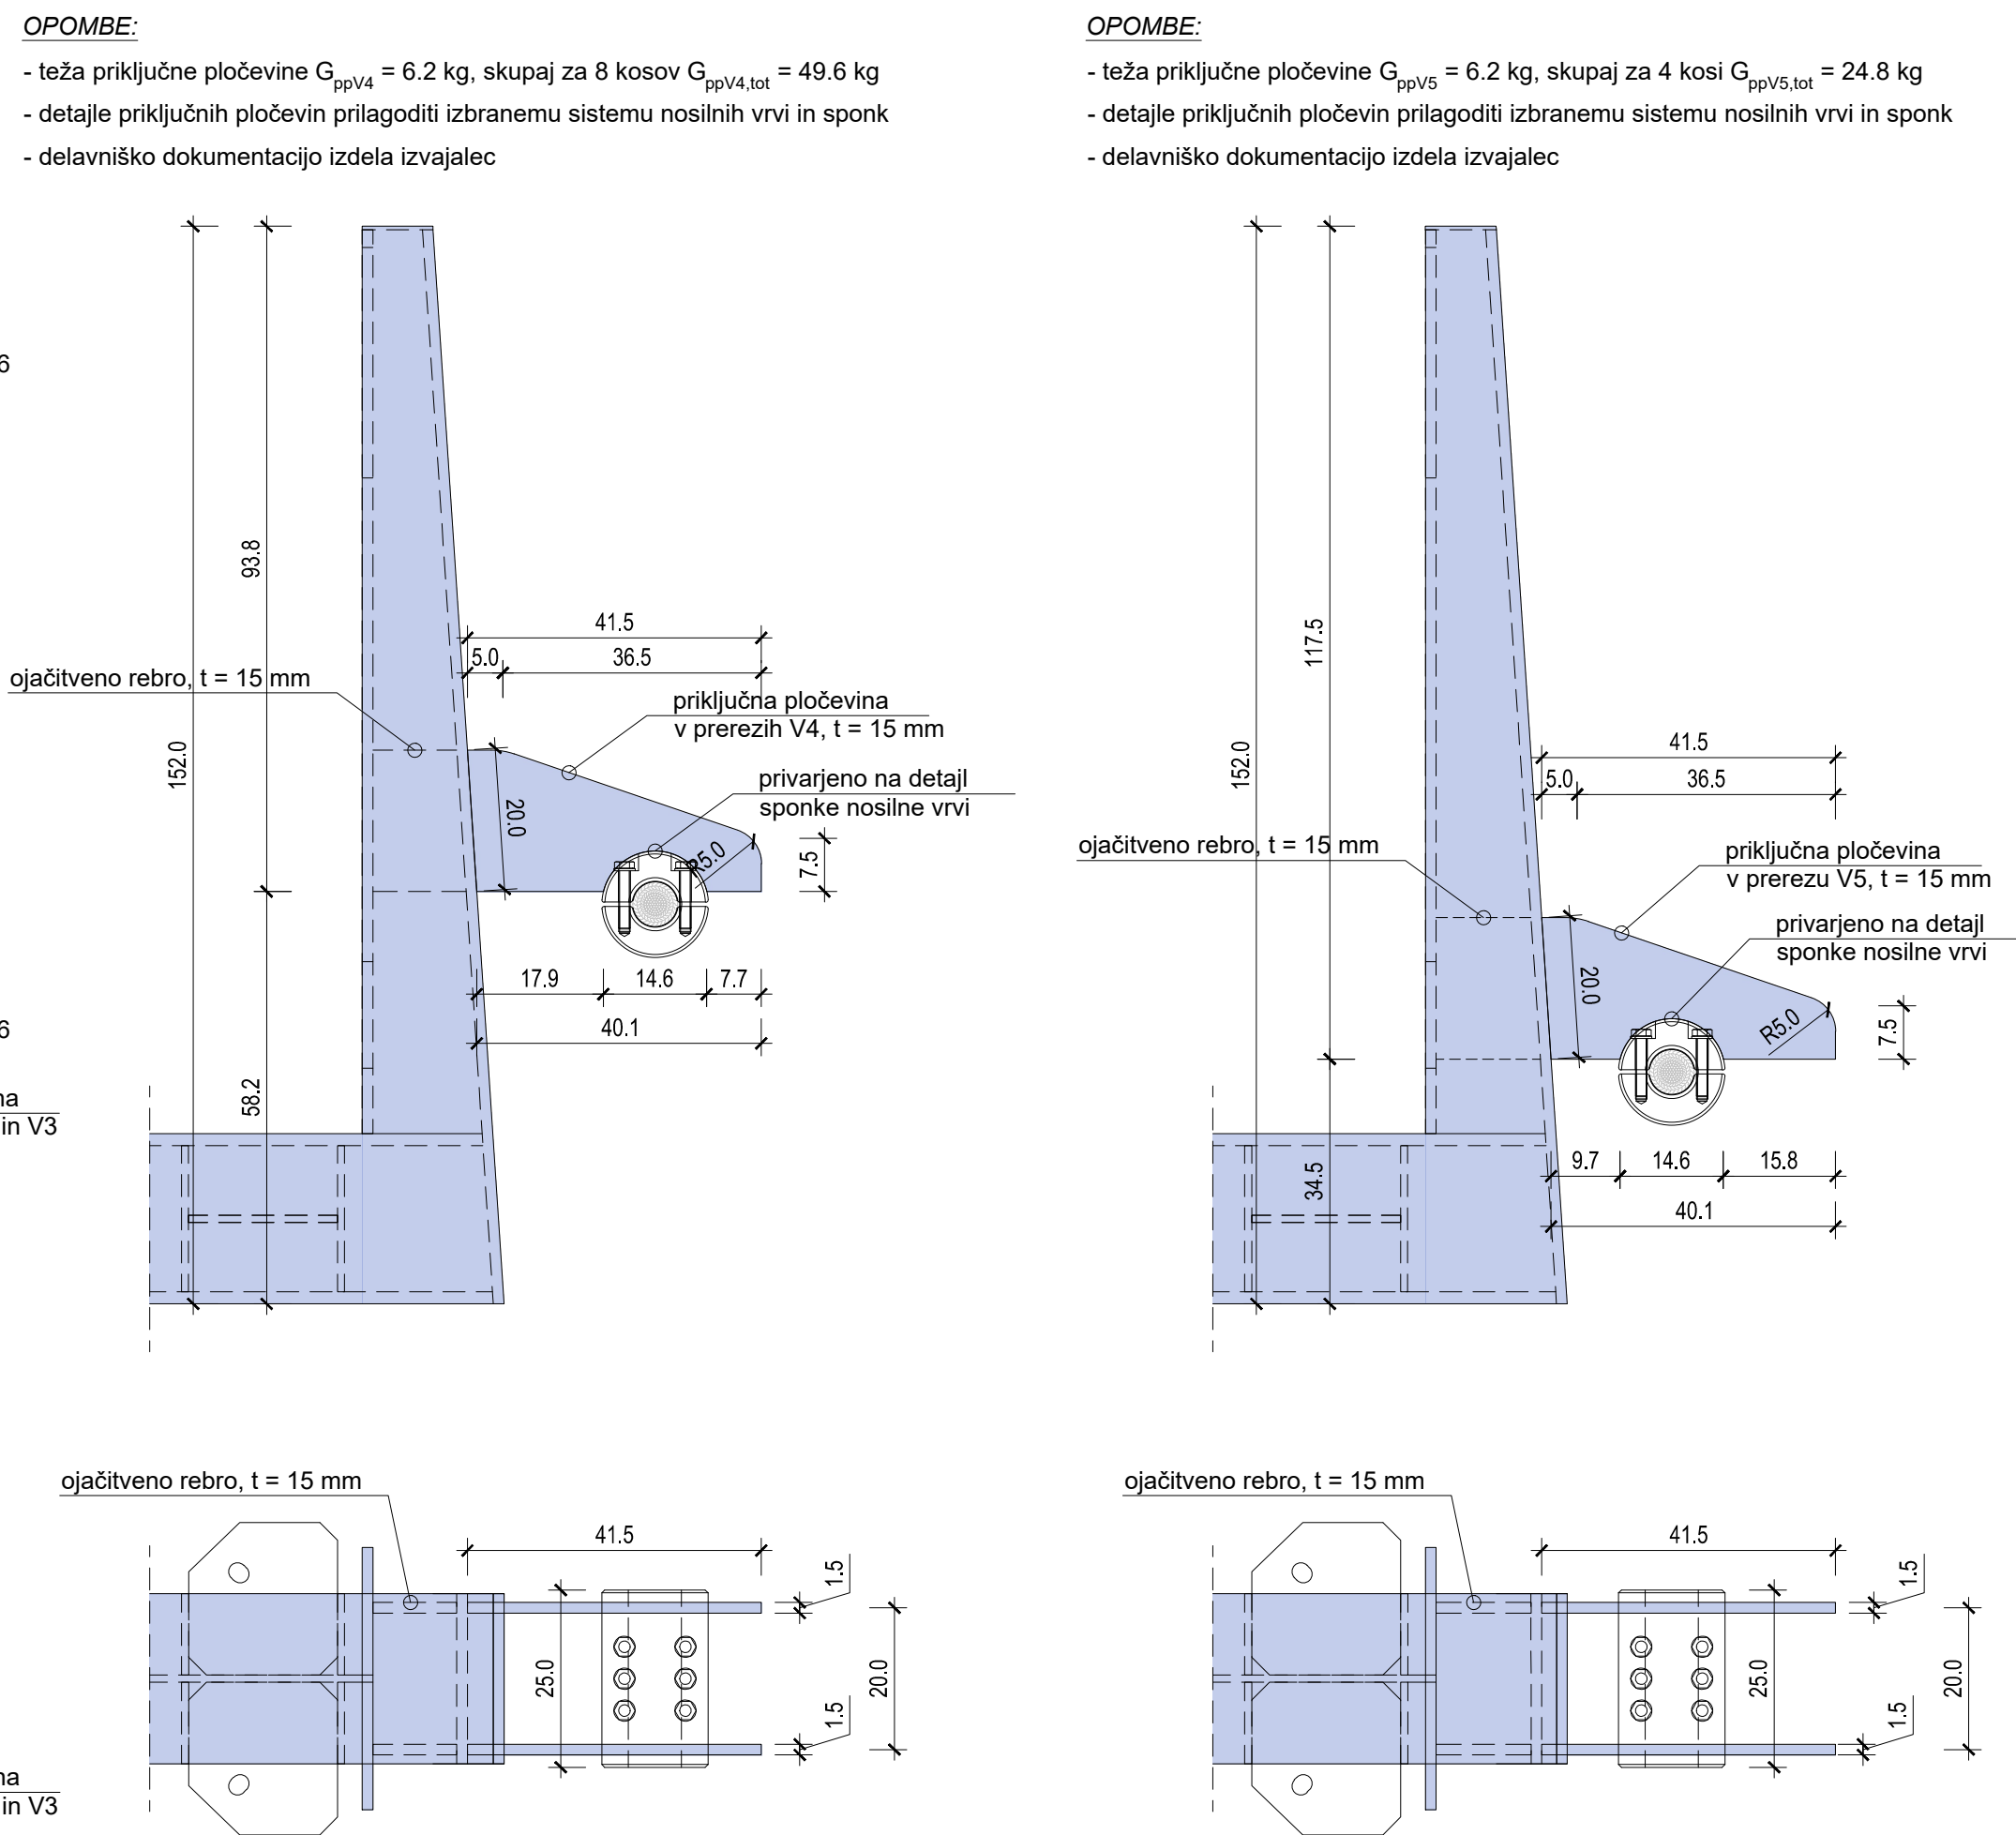 OPOMBE:
- teža priključne pločevine GppV4 = 6.2 kg, skupaj za 8 kosov GppV4,tot = 49.6 kg
- detajle priključnih pločevin prilagoditi izbranemu sistemu nosilnih vrvi in sponk
- delavniško dokumentacijo izdela izvajalec
6
93.8
152.0
58.2
41.5
5.0
36.5
ojačitveno rebro, t = 15 mm
priključna pločevina
v prerezih V4, t = 15 mm
privarjeno na detajl
sponke nosilne vrvi
20.0
R5.0
7.5
17.9
14.6
7.7
40.1
6
na
in V3
ojačitveno rebro, t = 15 mm
41.5
1.5
25.0
20.0
1.5
na
in V3
OPOMBE:
- teža priključne pločevine GppV5 = 6.2 kg, skupaj za 4 kosi GppV5,tot = 24.8 kg
- detajle priključnih pločevin prilagoditi izbranemu sistemu nosilnih vrvi in sponk
- delavniško dokumentacijo izdela izvajalec
117.5
152.0
34.5
41.5
5.0
36.5
ojačitveno rebro, t = 15 mm
priključna pločevina
v prerezu V5, t = 15 mm
privarjeno na detajl
sponke nosilne vrvi
20.0
R5.0
7.5
9.7
14.6
15.8
40.1
ojačitveno rebro, t = 15 mm
41.5
1.5
25.0
20.0
1.5